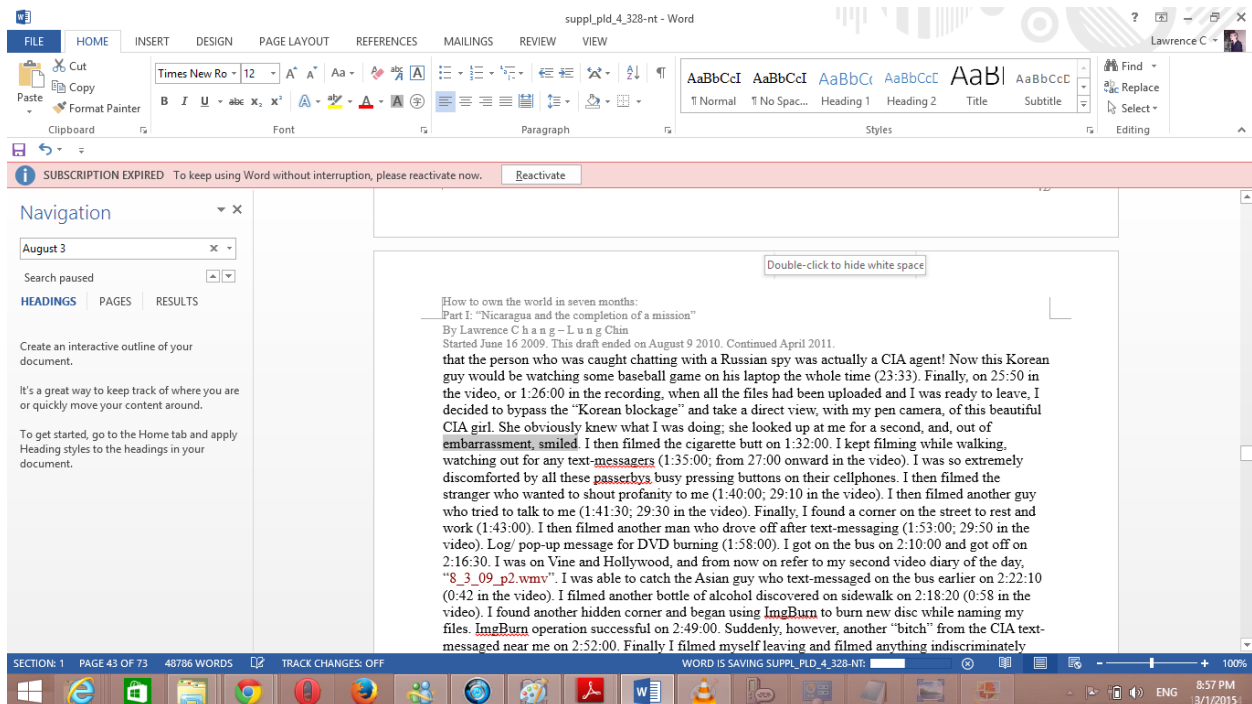 suppl_pld_4_328-nt - Word
FILE HOME INSERT DESIGN PAGE LAYOUT REFERENCES MAILINGS REVIEW VIEW Lawrence C
Paste
Cut
Copy
Format Painter
Clipboard
Times New Ro 12
Font
Paragraph
AaBbCcI AaBbCcI AaBbCc AaBbCcE AaBl AaBbCcD
¶ Normal ¶ No Spac... Heading 1 Heading 2 Title Subtitle
Styles
Find
Replace
Select
Editing
SUBSCRIPTION EXPIRED To keep using Word without interruption, please reactivate now. Reactivate
Navigation
August 3
Search paused
HEADINGS PAGES RESULTS
Create an interactive outline of your
document.
It's a great way to keep track of where you are
or quickly move your content around.
To get started, go to the Home tab and apply
Heading styles to the headings in your
document.
Double-click to hide white space
How to own the world in seven months:
Part I: “Nicaragua and the completion of a mission”
By Lawrence C h a n g – L u n g Chin
Started June 16 2009. This draft ended on August 9 2010. Continued April 2011.
that the person who was caught chatting with a Russian spy was actually a CIA agent! Now this Korean
guy would be watching some baseball game on his laptop the whole time (23:33). Finally, on 25:50 in
the video, or 1:26:00 in the recording, when all the files had been uploaded and I was ready to leave, I
decided to bypass the “Korean blockage” and take a direct view, with my pen camera, of this beautiful
CIA girl. She obviously knew what I was doing; she looked up at me for a second, and, out of
embarrassment, smiled. I then filmed the cigarette butt on 1:32:00. I kept filming while walking,
watching out for any text-messagers (1:35:00; from 27:00 onward in the video). I was so extremely
discomforted by all these passerbys busy pressing buttons on their cellphones. I then filmed the
stranger who wanted to shout profanity to me (1:40:00; 29:10 in the video). I then filmed another guy
who tried to talk to me (1:41:30; 29:30 in the video). Finally, I found a corner on the street to rest and
work (1:43:00). I then filmed another man who drove off after text-messaging (1:53:00; 29:50 in the
video). Log/ pop-up message for DVD burning (1:58:00). I got on the bus on 2:10:00 and got off on
2:16:30. I was on Vine and Hollywood, and from now on refer to my second video diary of the day,
“8_3_09_p2.wmv”. I was able to catch the Asian guy who text-messaged on the bus earlier on 2:22:10
(0:42 in the video). I filmed another bottle of alcohol discovered on sidewalk on 2:18:20 (0:58 in the
video). I found another hidden corner and began using ImgBurn to burn new disc while naming my
files. ImgBurn operation successful on 2:49:00. Suddenly, however, another “bitch” from the CIA text-
messaged near me on 2:52:00. Finally I filmed myself leaving and filmed anything indiscriminately
SECTION: 1 PAGE 43 OF 73 48786 WORDS TRACK CHANGES: OFF WORD IS SAVING SUPPL_PLD_4_328-NT: 100%
ENG 8:57 PM